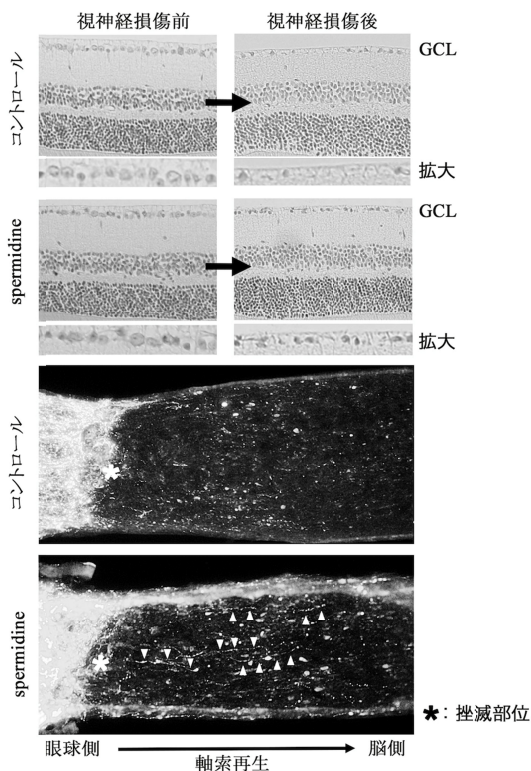 視神経損傷前 視神経損傷後
コントロール
GCL
拡大
spermidine
GCL
拡大
コントロール
*
spermidine
*
*: 挫滅部位
眼球側 脳側
軸索再生